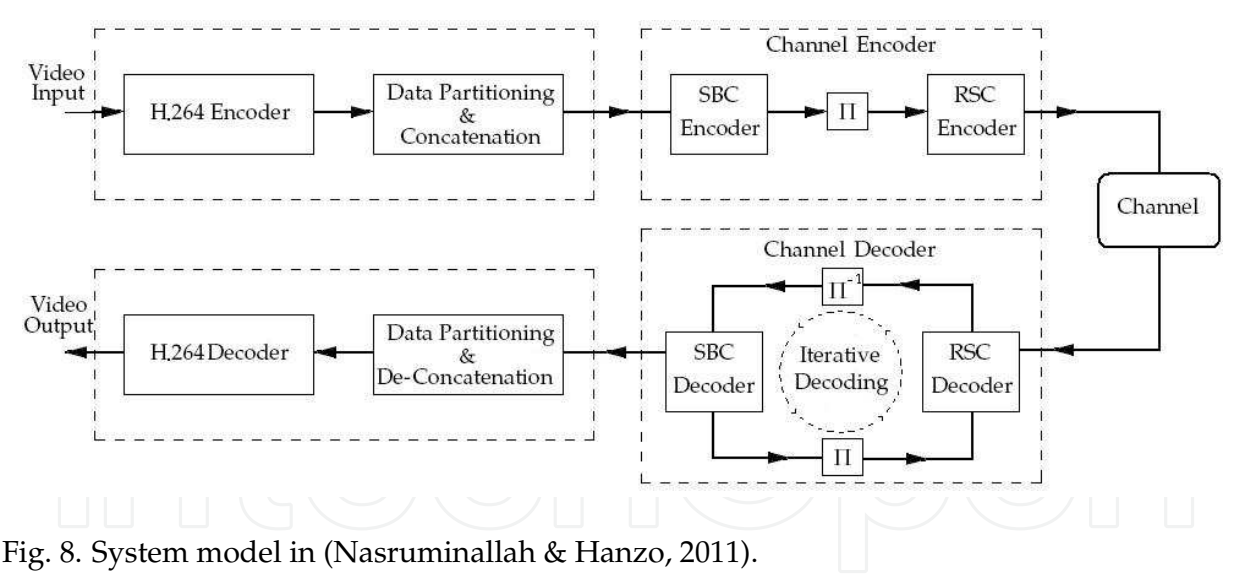 Channel Encoder
Video
Input
H.264 Encoder
Data Partitioning
&
Concatenation
SBC
Encoder
Π
RSC
Encoder
Channel
Channel Decoder
Video
Output
H.264 Decoder
Data Partitioning
&
De-Concatenation
SBC
Decoder
Π-1
Iterative
Decoding
RSC
Decoder
Π
intechopen
Fig. 8. System model in (Nasruminallah & Hanzo, 2011).